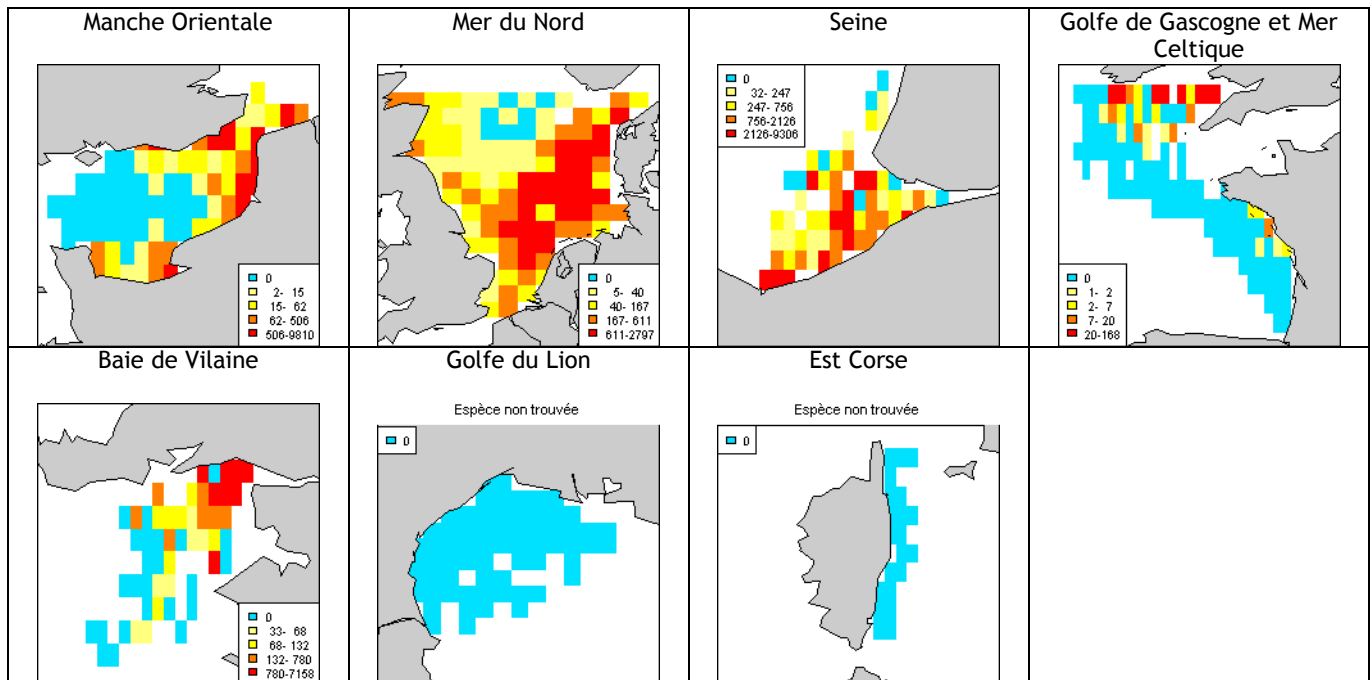 Manche Orientale
0
2- 15
15- 62
62- 506
506-9810
Mer du Nord
0
5- 40
40- 167
167- 611
611-2797
Seine
0
32- 247
247- 756
756-2126
2126-9306
Golfe de Gascogne et Mer
Celtique
0
1- 2
2- 7
7- 20
20-168
Baie de Vilaine
0
33- 68
68- 132
132- 780
780-7158
Golfe du Lion
Espèce non trouvée
0
Est Corse
Espèce non trouvée
0